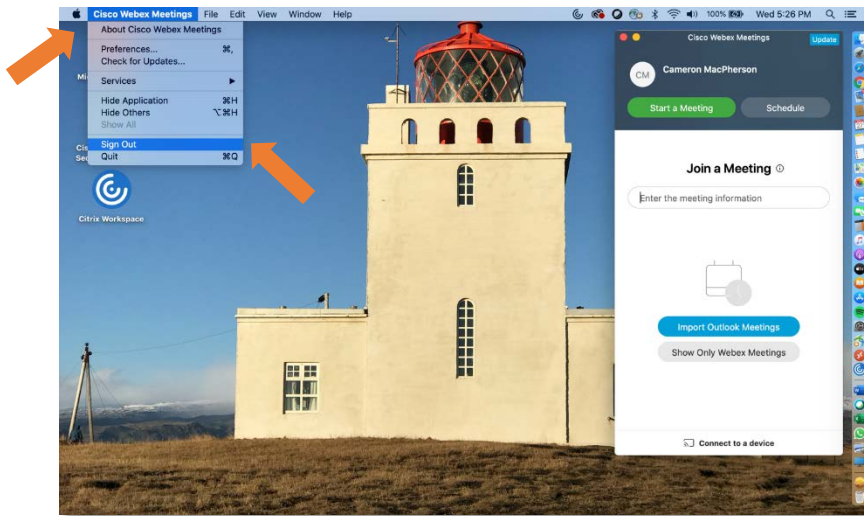 Cisco Webex Meetings File Edit View Window Help 100% Wed 5:26 PM
About Cisco Webex Meetings
Preferences... ⌘,
Check for Updates...
Services
Hide Application ⌘H
Hide Others ⌥⌘H
Show All
Sign Out
Quit ⌘Q
Citrix Workspace
Cisco Webex Meetings Update
CM Cameron MacPherson
Start a Meeting Schedule
Join a Meeting
Enter the meeting information
Import Outlook Meetings
Show Only Webex Meetings
Connect to a device